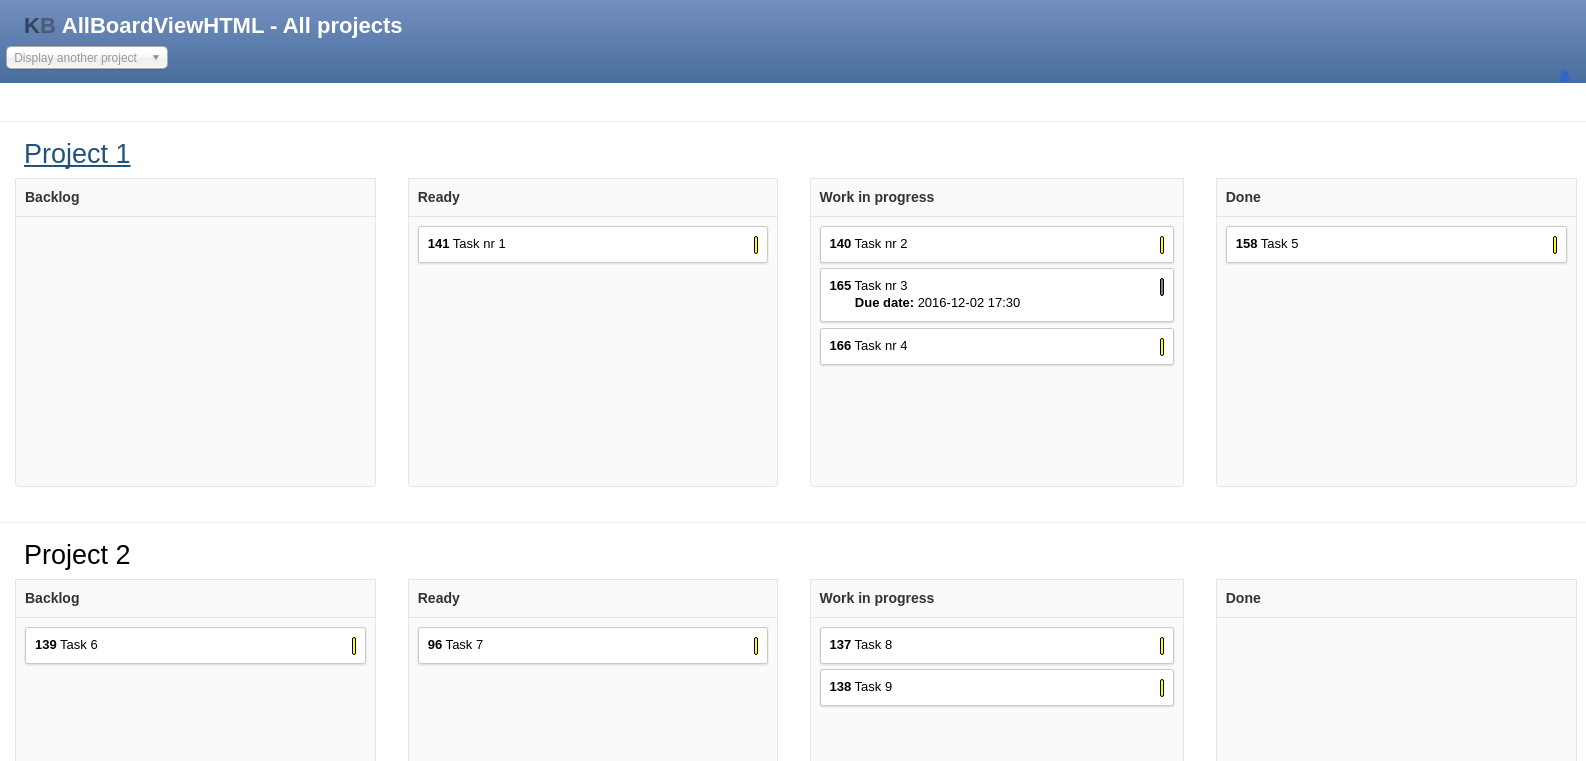 KB AllBoardViewHTML - All projects
Display another project
Project 1
Backlog
Ready
141 Task nr 1
Work in progress
140 Task nr 2
165 Task nr 3
Due date: 2016-12-02 17:30
166 Task nr 4
Done
158 Task 5
Project 2
Backlog
139 Task 6
Ready
96 Task 7
Work in progress
137 Task 8
138 Task 9
Done